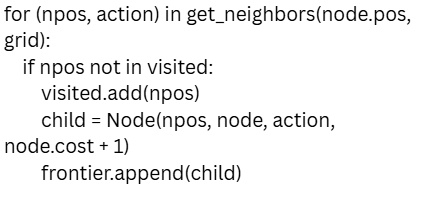 for (npos, action) in get_neighbors(node.pos,
grid):
    if npos not in visited:
        visited.add(npos)
        child = Node(npos, node, action,
node.cost + 1)
        frontier.append(child)